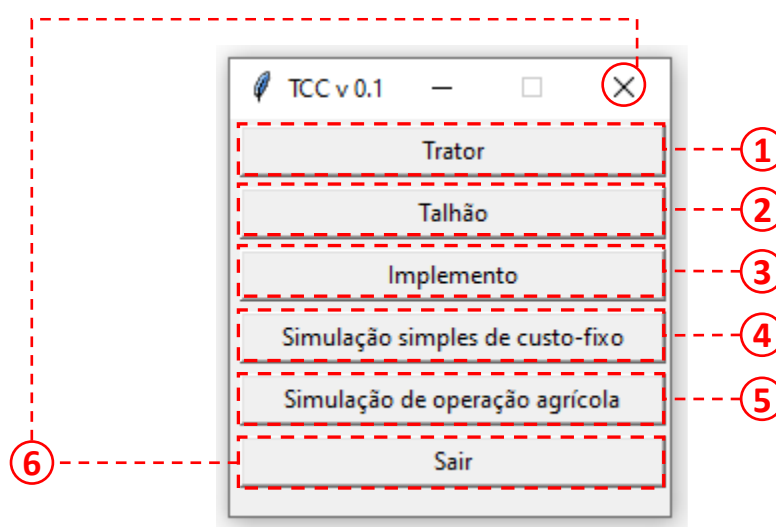 TCC v 0.1
Trator
1
Talhão
2
Implemento
3
Simulação simples de custo-fixo
4
Simulação de operação agrícola
5
6
Sair